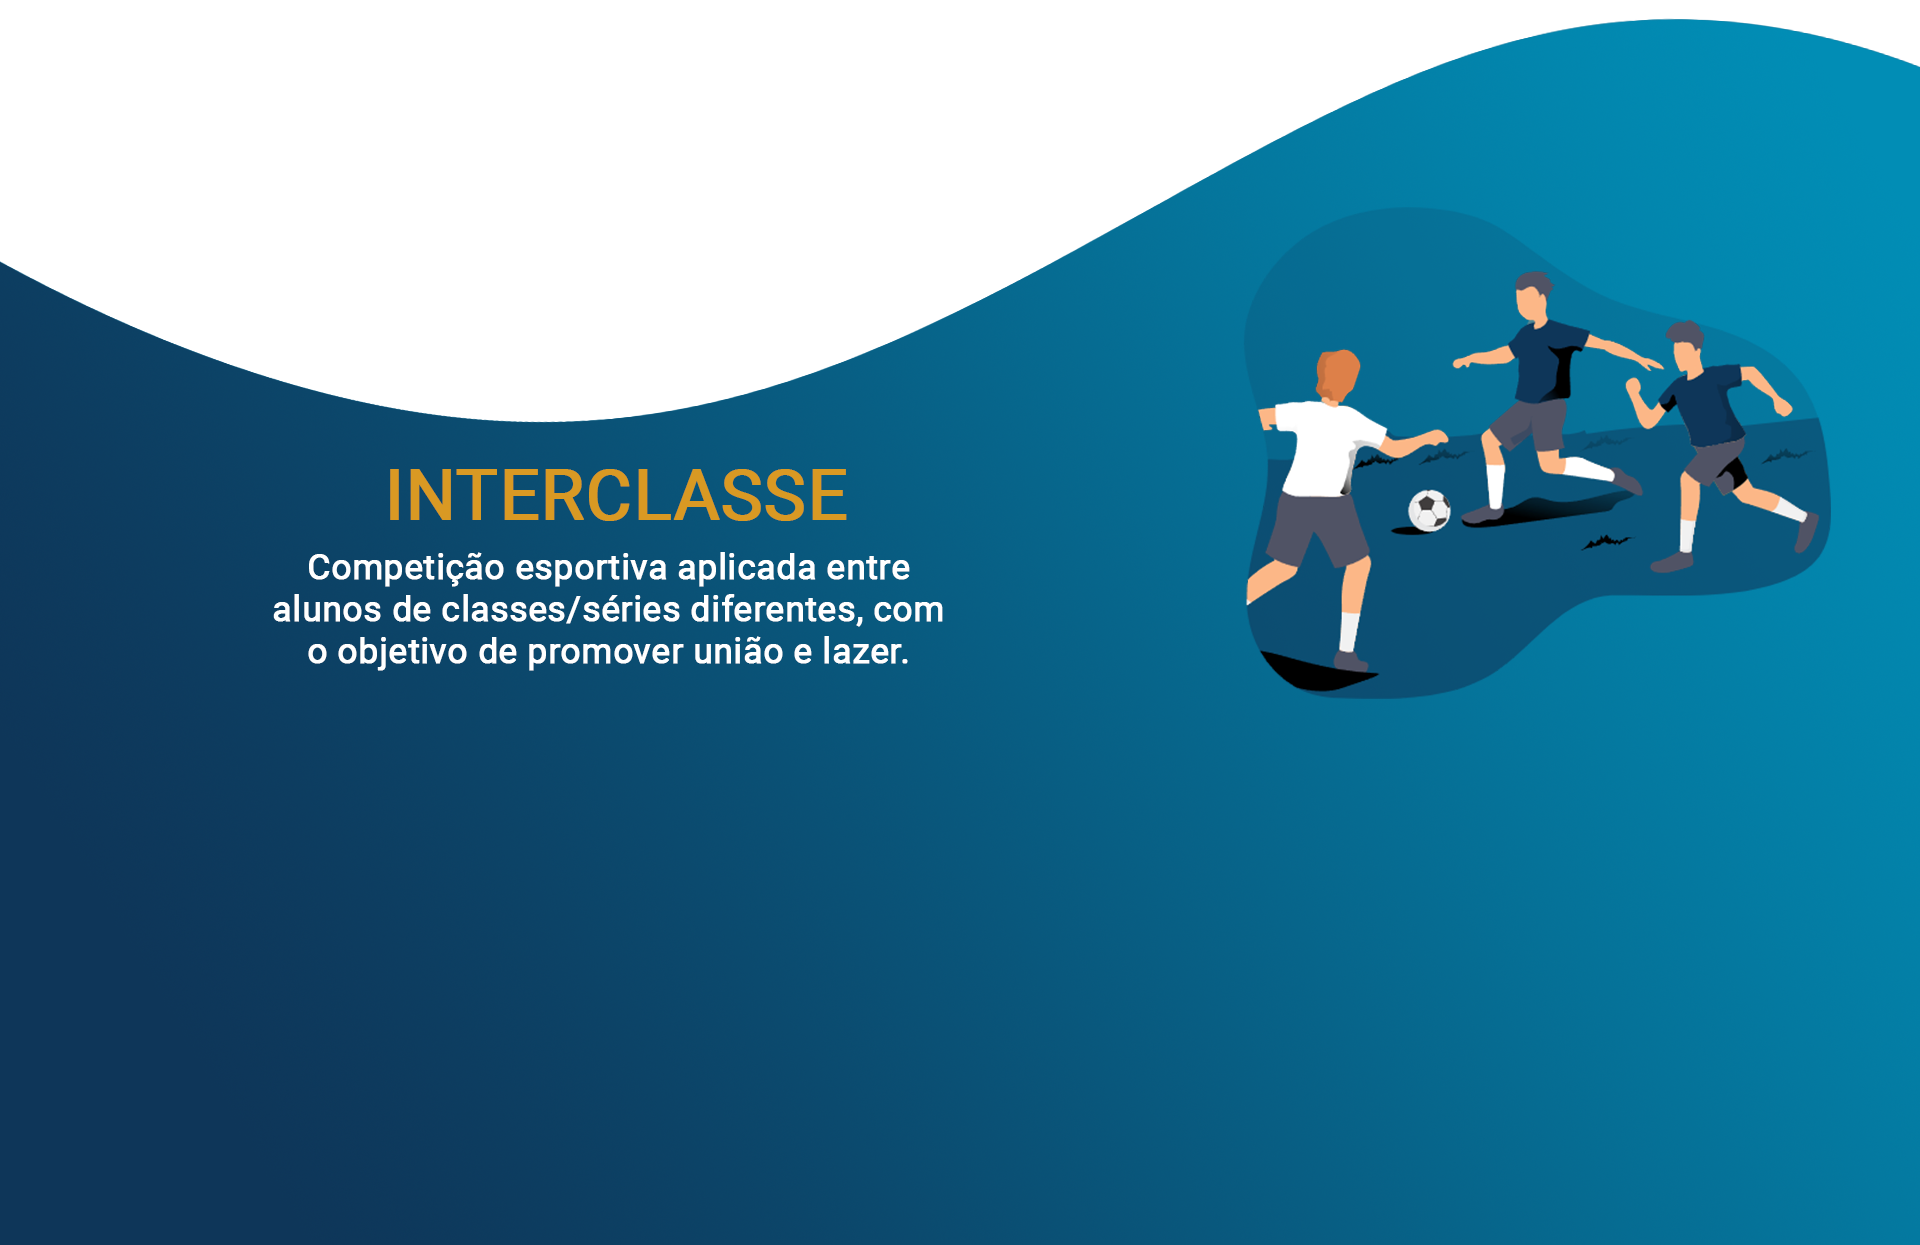 INTERCLASSE
Competição esportiva aplicada entre
alunos de classes/séries diferentes, com
o objetivo de promover união e lazer.